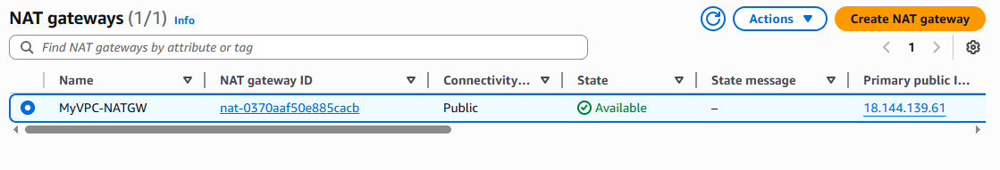 NAT gateways (1/1) Info
Actions
Create NAT gateway
Find NAT gateways by attribute or tag
1
Name NAT gateway ID Connectivity... State State message Primary public I...
MyVPC-NATGW nat-0370aaf50e885cacb Public Available – 18.144.139.61